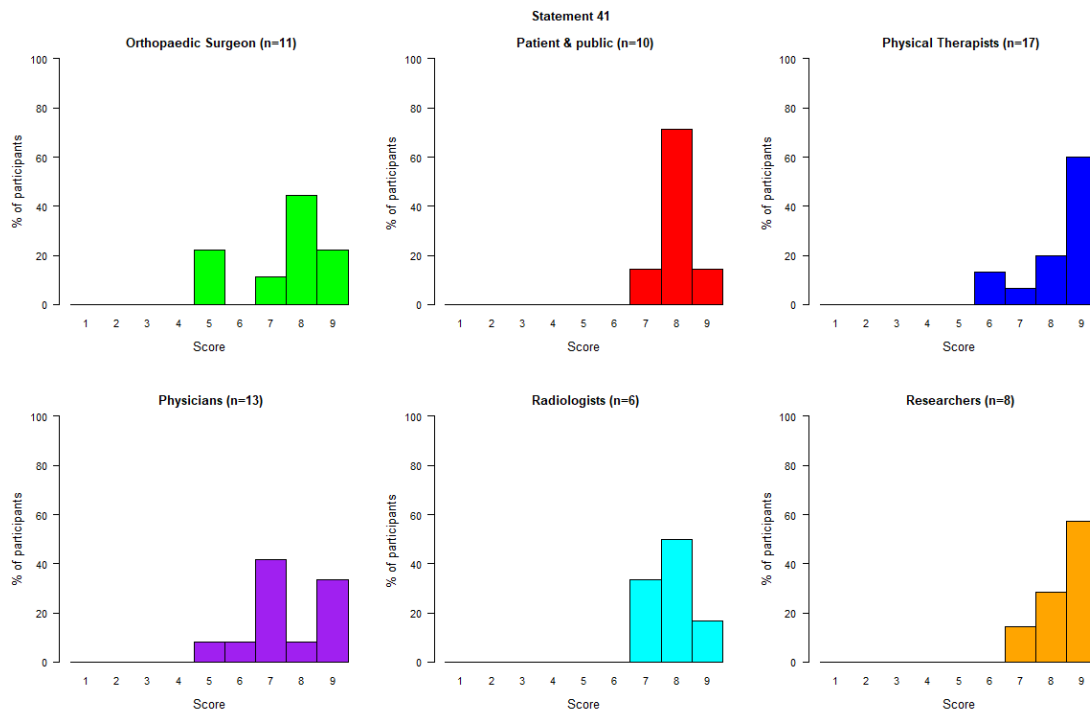 Statement 41
Orthopaedic Surgeon (n=11)
Patient & public (n=10)
Physical Therapists (n=17)
100
80
60
40
20
0
% of participants
1 2 3 4 5 6 7 8 9
Score
100
80
60
40
20
0
% of participants
1 2 3 4 5 6 7 8 9
Score
100
80
60
40
20
0
% of participants
1 2 3 4 5 6 7 8 9
Score
Physicians (n=13)
Radiologists (n=6)
Researchers (n=8)
100
80
60
40
20
0
% of participants
1 2 3 4 5 6 7 8 9
Score
100
80
60
40
20
0
% of participants
1 2 3 4 5 6 7 8 9
Score
100
80
60
40
20
0
% of participants
1 2 3 4 5 6 7 8 9
Score